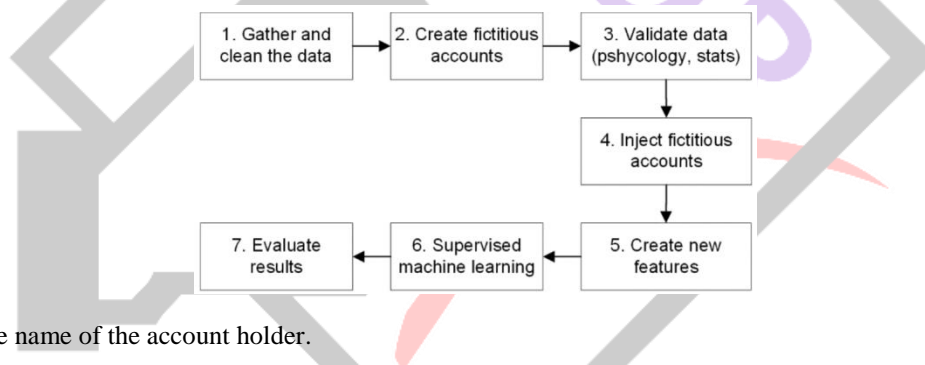 1. Gather and
clean the data
2. Create fictitious
accounts
3. Validate data
(pshycology, stats)
4. Inject fictitious
accounts
5. Create new
features
6. Supervised
machine learning
7. Evaluate
results
name of the account holder.